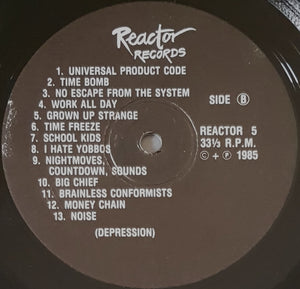 Reactor
RECORDS
1. UNIVERSAL PRODUCT CODE
2. TIME BOMB
3. NO ESCAPE FROM THE SYSTEM
4. WORK ALL DAY
5. GROWN UP STRANGE
6. TIME FREEZE
7. SCHOOL KIDS
8. I HATE YOBBOS
9. NIGHTMOVES,
COUNTDOWN, SOUNDS
10. BIG CHIEF
11. BRAINLESS CONFORMISTS
12. MONEY CHAIN
13. NOISE
(DEPRESSION)
SIDE B
REACTOR 5
33⅓ R.P.M.
© + ℗ 1985